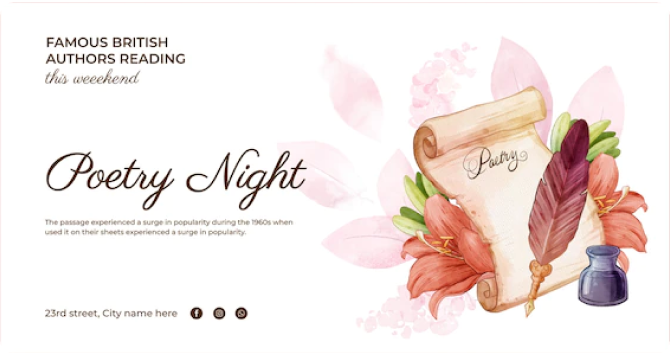 FAMOUS BRITISH
AUTHORS READING
this weeekend
Poetry Night
The passage experienced a surge in popularity during the 1960s when
used it on their sheets experienced a surge in popularity.
23rd street, City name here
Poetry